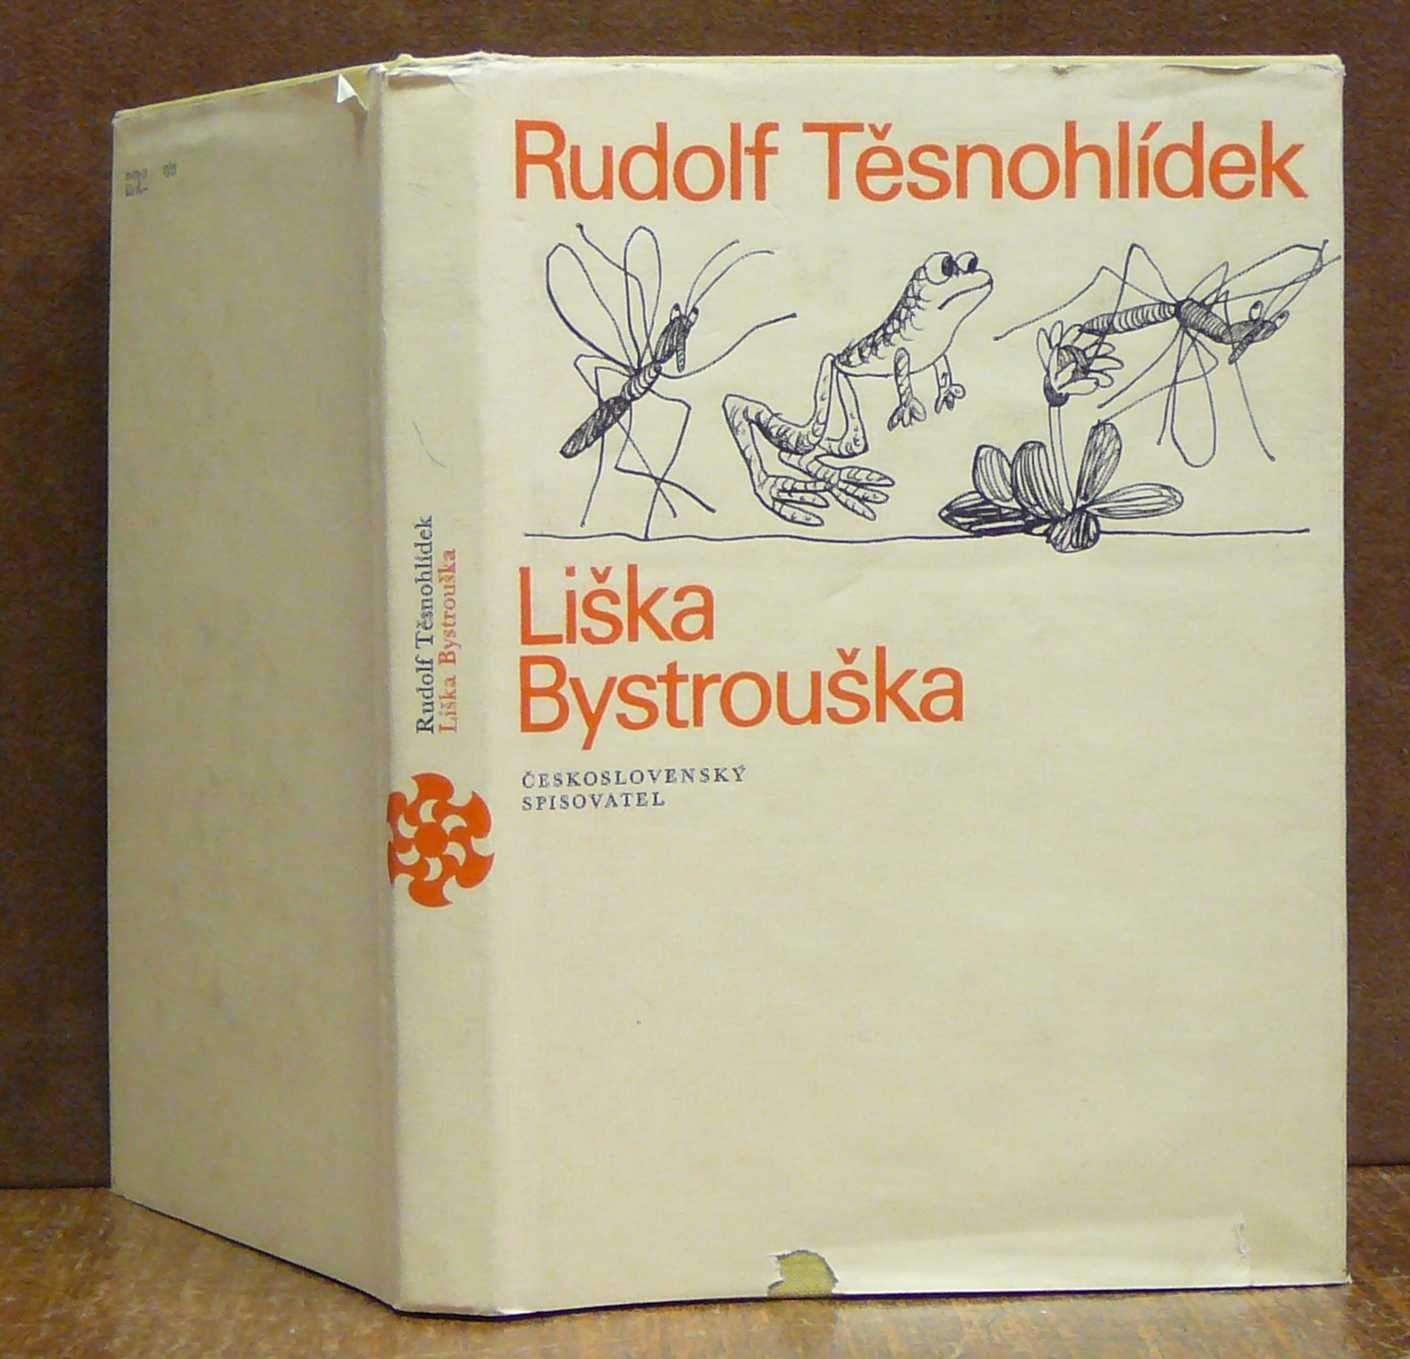 Rudolf Těsnohlídek
Liška
Bystrouška
ČESKOSLOVENSKÝ
SPISOVATEL
Rudolf Těsnohlídek
Liška Bystrouška